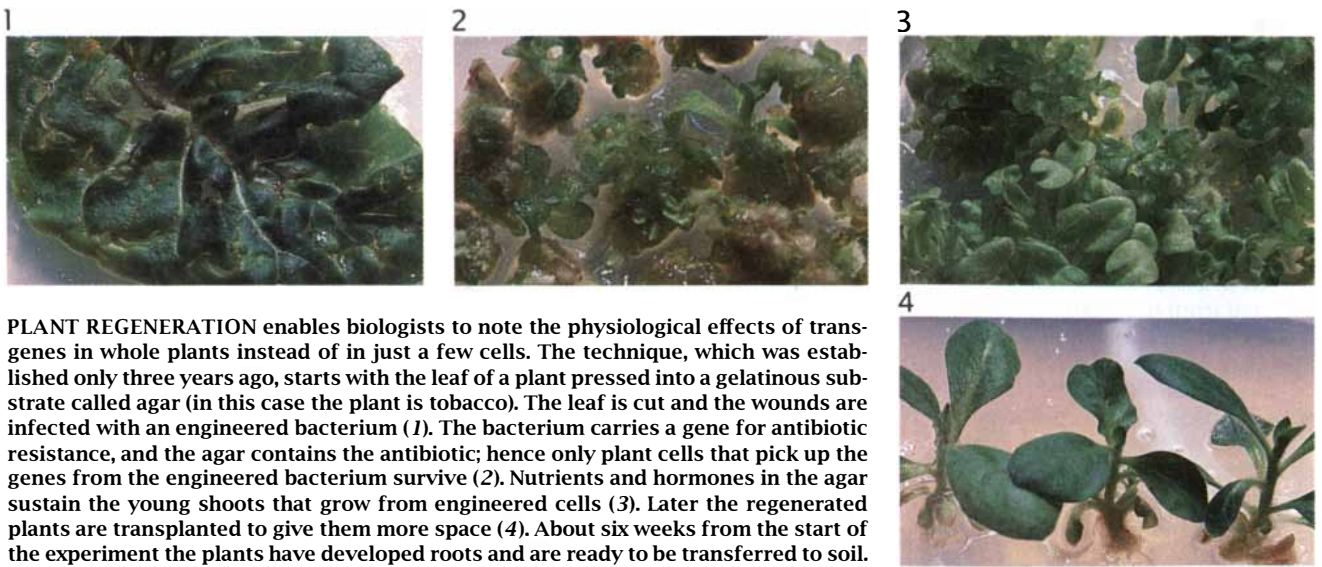 1
2
3
4
PLANT REGENERATION enables biologists to note the physiological effects of trans-
genes in whole plants instead of in just a few cells. The technique, which was estab-
lished only three years ago, starts with the leaf of a plant pressed into a gelatinous sub-
strate called agar (in this case the plant is tobacco). The leaf is cut and the wounds are
infected with an engineered bacterium (1). The bacterium carries a gene for antibiotic
resistance, and the agar contains the antibiotic; hence only plant cells that pick up the
genes from the engineered bacterium survive (2). Nutrients and hormones in the agar
sustain the young shoots that grow from engineered cells (3). Later the regenerated
plants are transplanted to give them more space (4). About six weeks from the start of
the experiment the plants have developed roots and are ready to be transferred to soil.